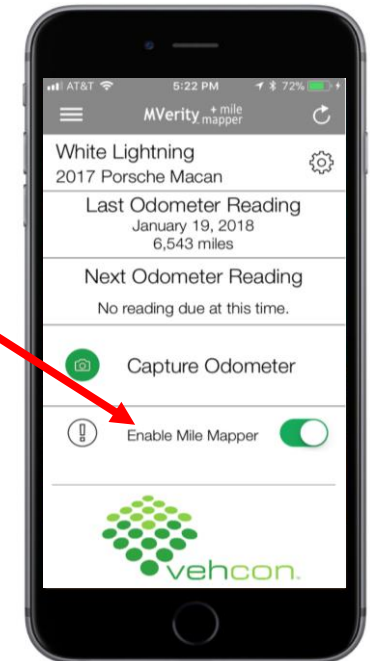 AT&T 5:22 PM 72%
MVerity + mile mapper
White Lightning
2017 Porsche Macan
Last Odometer Reading
January 19, 2018
6,543 miles
Next Odometer Reading
No reading due at this time.
Capture Odometer
Enable Mile Mapper
vehcon.